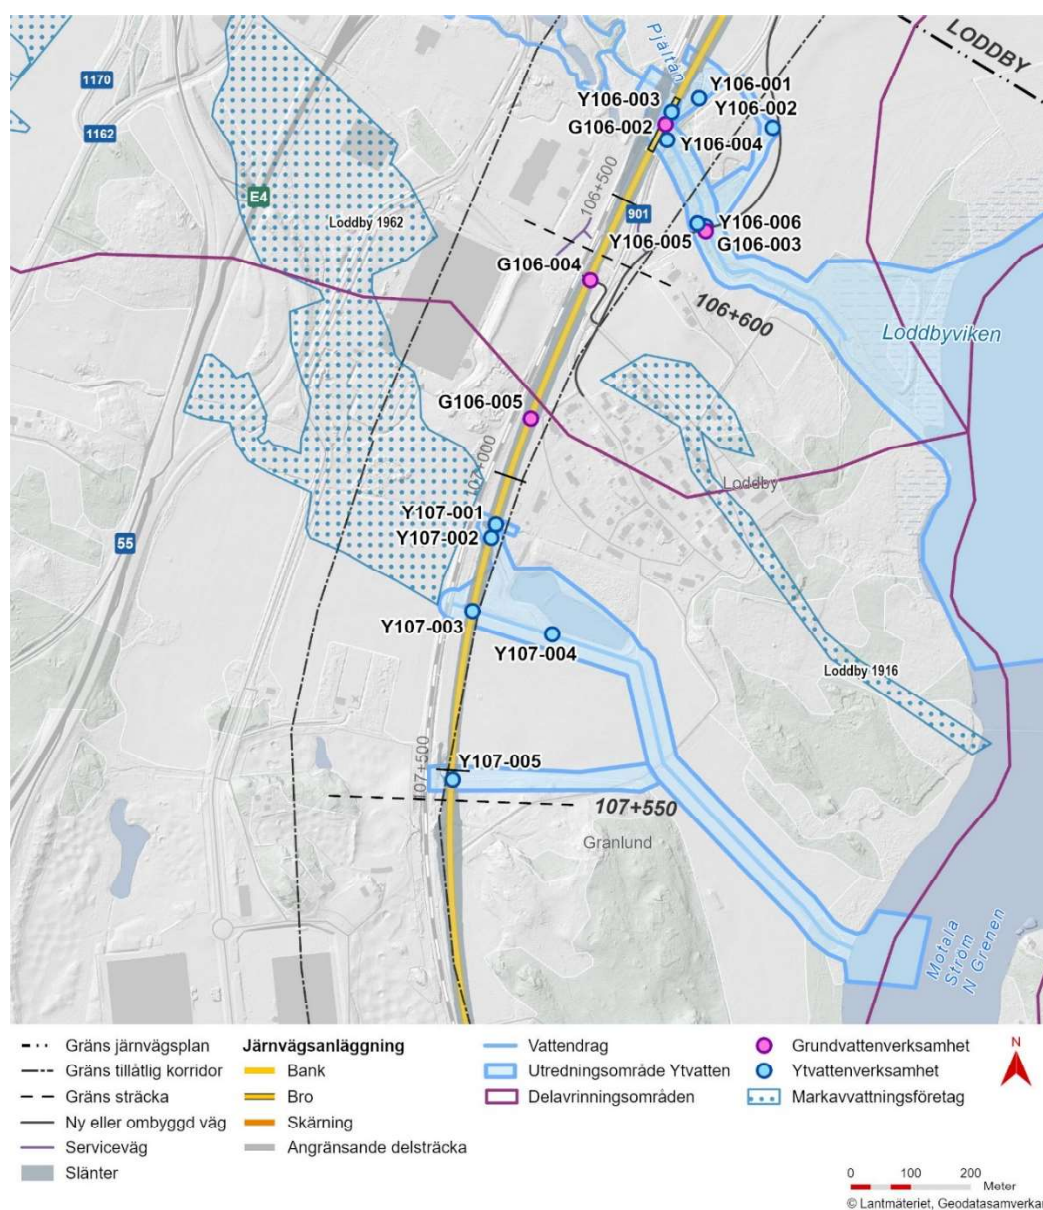 1170
Pjältån
LODDBY
Y106-001
Y106-003
Y106-002
G106-002
1162
Y106-004
E4
106+500
901
Loddby 1962
Y106-006
Y106-005
G106-003
G106-004
106+600
Loddbyviken
G106-005
107+000
Loddby
Y107-001
Y107-002
55
Y107-003
Y107-004
Loddby 1916
107+500
Y107-005
107+550
Granlund
Motala
Ström
N Grenen
Gräns järnvägsplan
Gräns tillåtlig korridor
Gräns sträcka
Ny eller ombyggd väg
Serviceväg
Slänter
Järnvägsanläggning
Bank
Bro
Skärning
Angränsande delsträcka
Vattendrag
Utredningsområde Ytvatten
Delavrinningsområden
Grundvattenverksamhet
Ytvattenverksamhet
Markavvattningsföretag
N
0 100 200
Meter
© Lantmäteriet, Geodatasamverkan